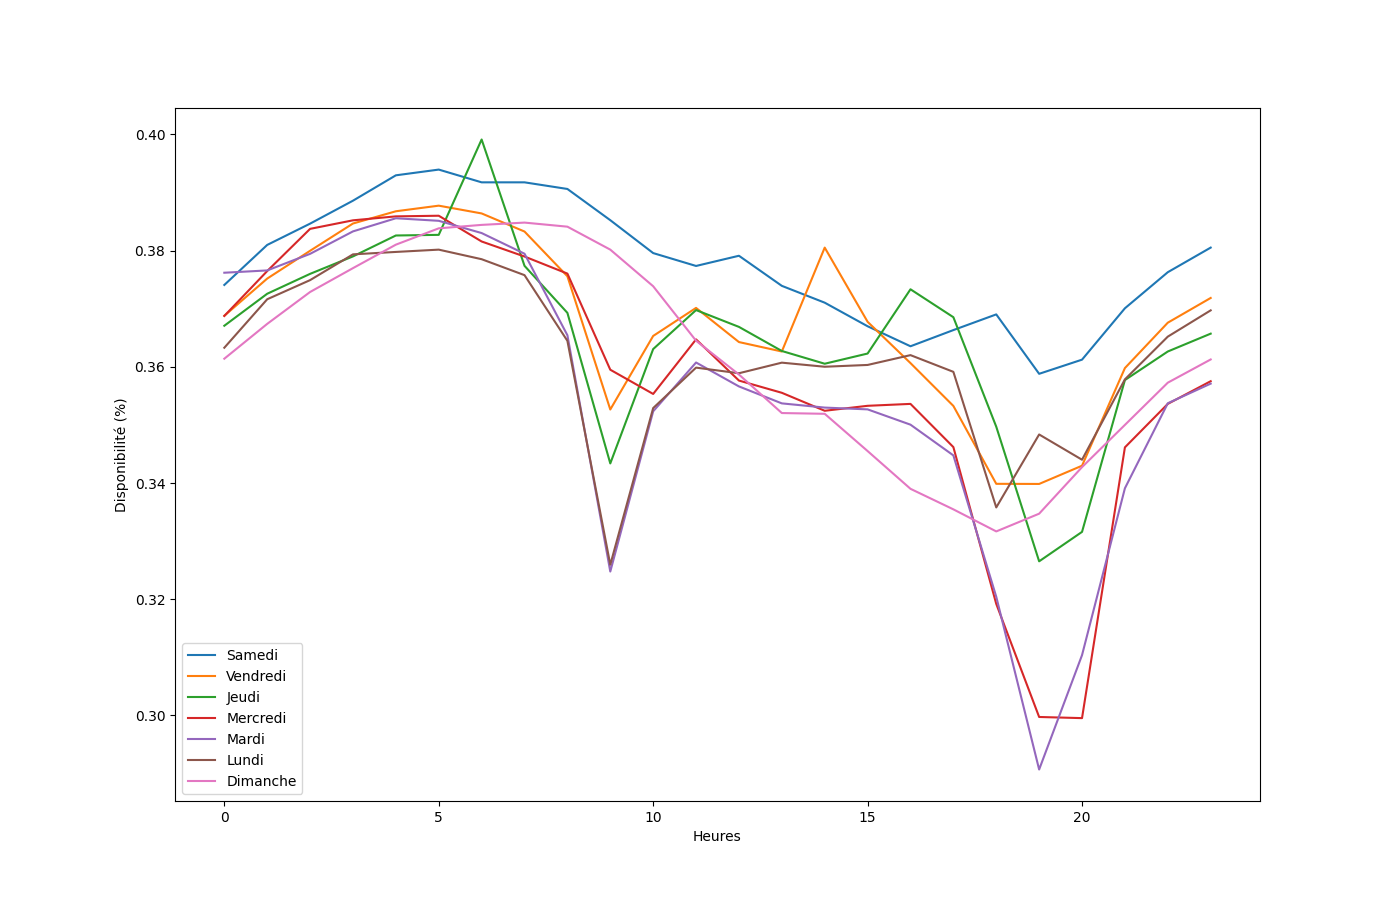 0.40
0.38
0.36
0.34
0.32
0.30
Disponibilité (%)
Samedi
Vendredi
Jeudi
Mercredi
Mardi
Lundi
Dimanche
0 5 10 15 20
Heures